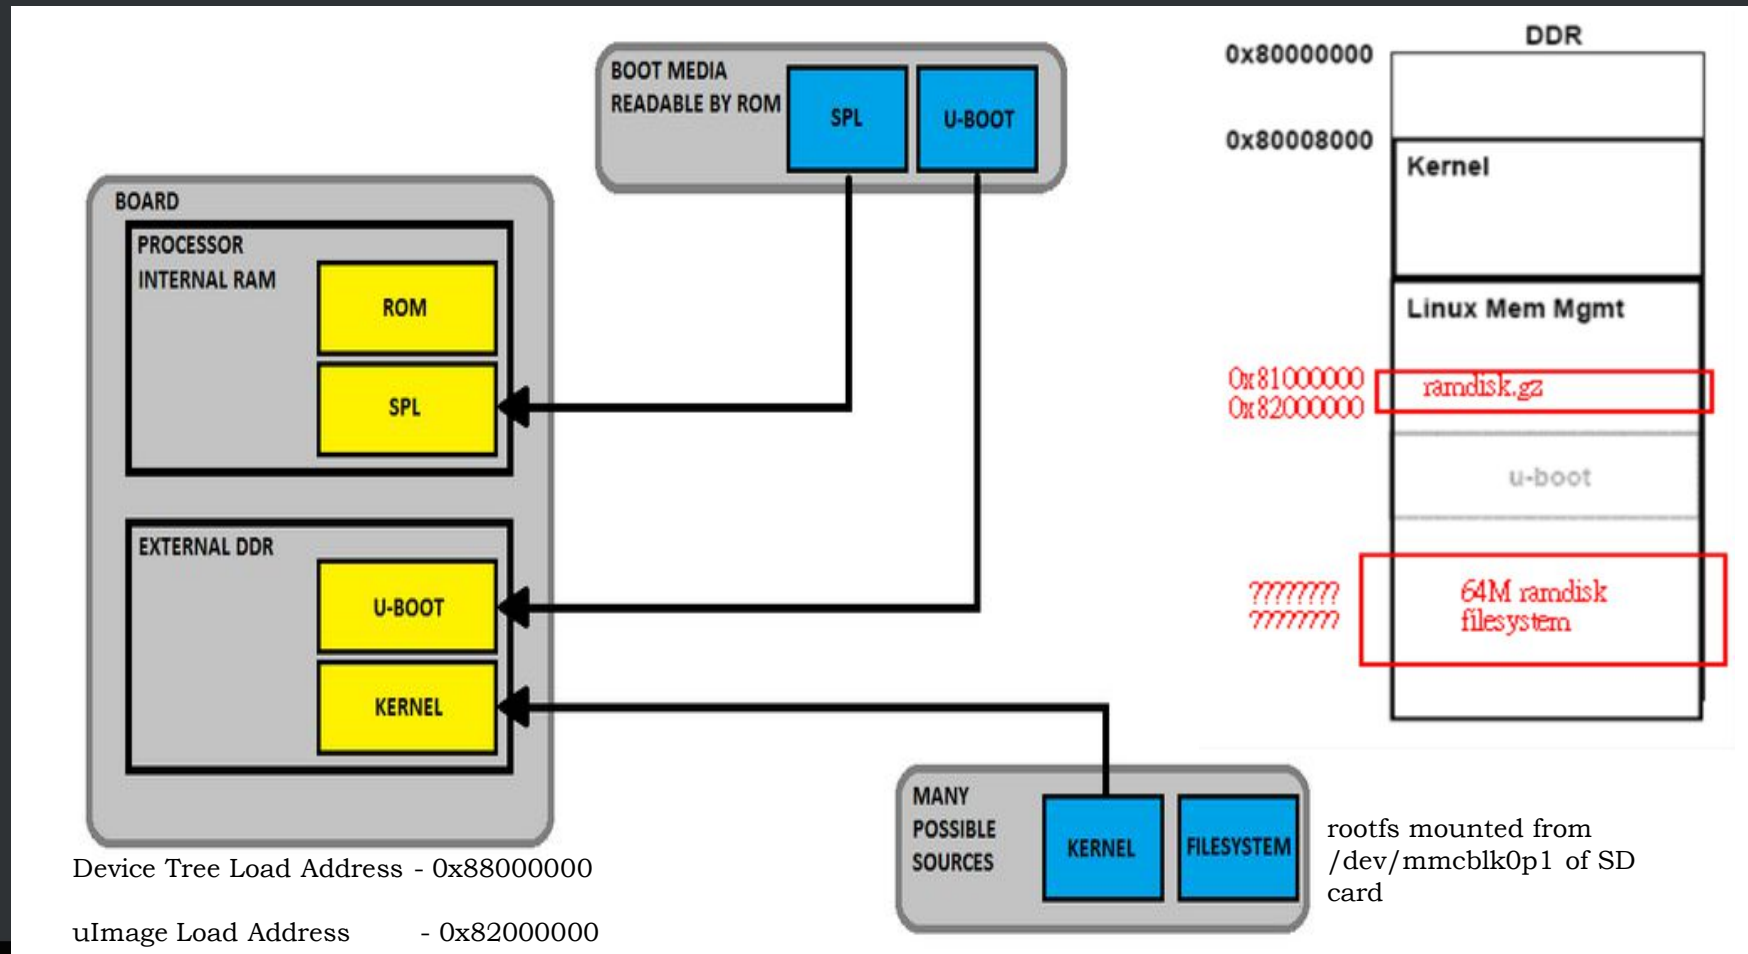 BOOT MEDIA
READABLE BY ROM
SPL
U-BOOT
BOARD
PROCESSOR
INTERNAL RAM
ROM
SPL
EXTERNAL DDR
U-BOOT
KERNEL
MANY
POSSIBLE
SOURCES
KERNEL
FILESYSTEM
DDR
0x80000000
0x80008000
Kernel
Linux Mem Mgmt
0x81000000
0x82000000
ramdisk.gz
u-boot
????????
????????
64M ramdisk
filesystem
rootfs mounted from
/dev/mmcblk0p1 of SD
card
Device Tree Load Address - 0x88000000
uImage Load Address - 0x82000000